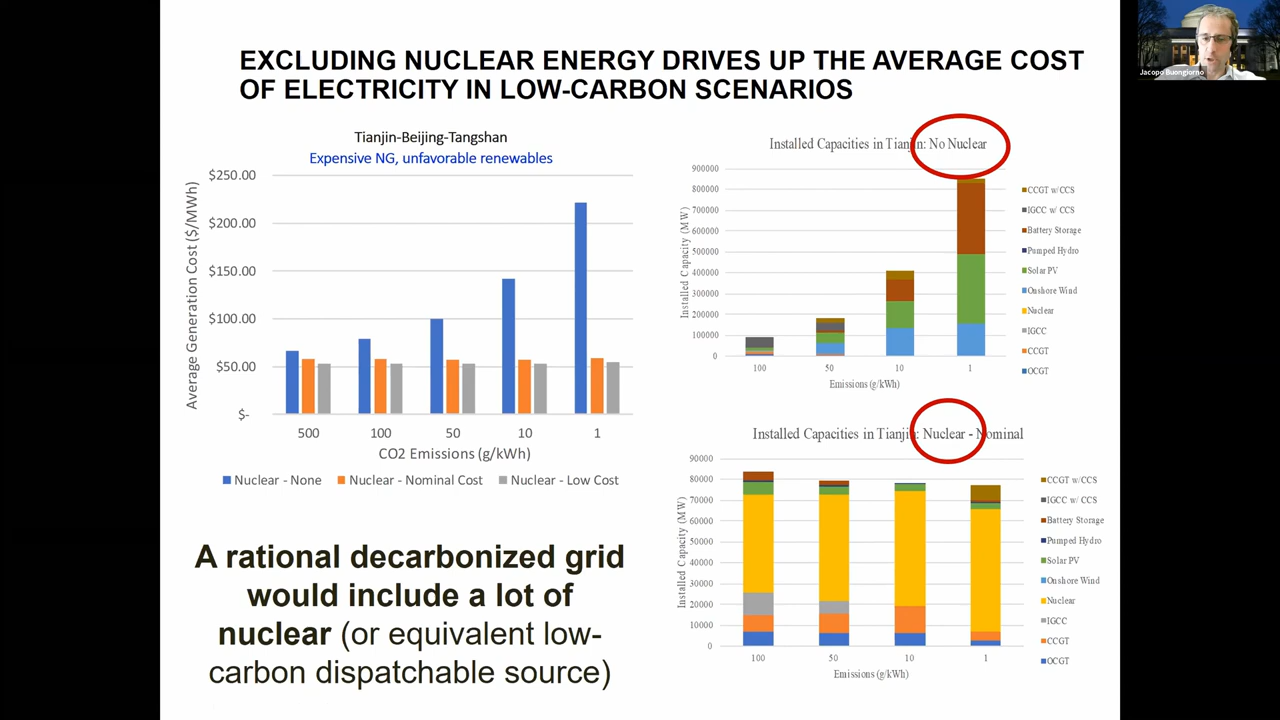 EXCLUDING NUCLEAR ENERGY DRIVES UP THE AVERAGE COST
OF ELECTRICITY IN LOW-CARBON SCENARIOS
Jacopo Buongiorno
Tianjin-Beijing-Tangshan
Expensive NG, unfavorable renewables
Average Generation Cost ($/MWh)
$250.00
$200.00
$150.00
$100.00
$50.00
$-
500 100 50 10 1
CO2 Emissions (g/kWh)
Nuclear - None Nuclear - Nominal Cost Nuclear - Low Cost
A rational decarbonized grid
would include a lot of
nuclear (or equivalent low-
carbon dispatchable source)
Installed Capacities in Tianjin: No Nuclear
Installed Capacity (MW)
900000
800000
700000
600000
500000
400000
300000
200000
100000
0
100 50 10 1
Emissions (g/kWh)
CCGT w/CCS
IGCC w/ CCS
Battery Storage
Pumped Hydro
Solar PV
Onshore Wind
Nuclear
IGCC
CCGT
OCGT
Installed Capacities in Tianjin: Nuclear - Nominal
Installed Capacity (MW)
90000
80000
70000
60000
50000
40000
30000
20000
10000
0
100 50 10 1
Emissions (g/kWh)
CCGT w/CCS
IGCC w/ CCS
Battery Storage
Pumped Hydro
Solar PV
Onshore Wind
Nuclear
IGCC
CCGT
OCGT